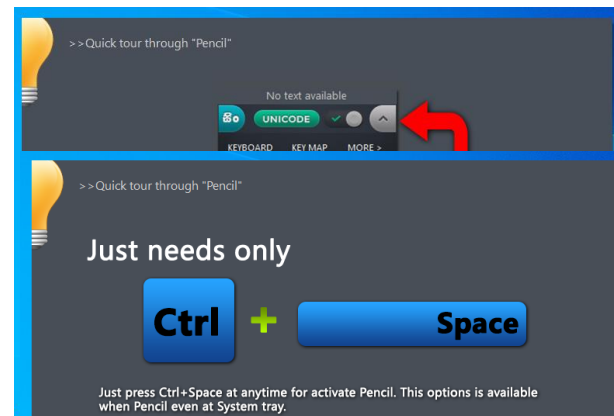 >>Quick tour through "Pencil"
No text available
UNICODE
KEYBOARD KEY MAP MORE >
>>Quick tour through "Pencil"
Just needs only
Ctrl + Space
Just press Ctrl+Space at anytime for activate Pencil. This options is available
when Pencil even at System tray.